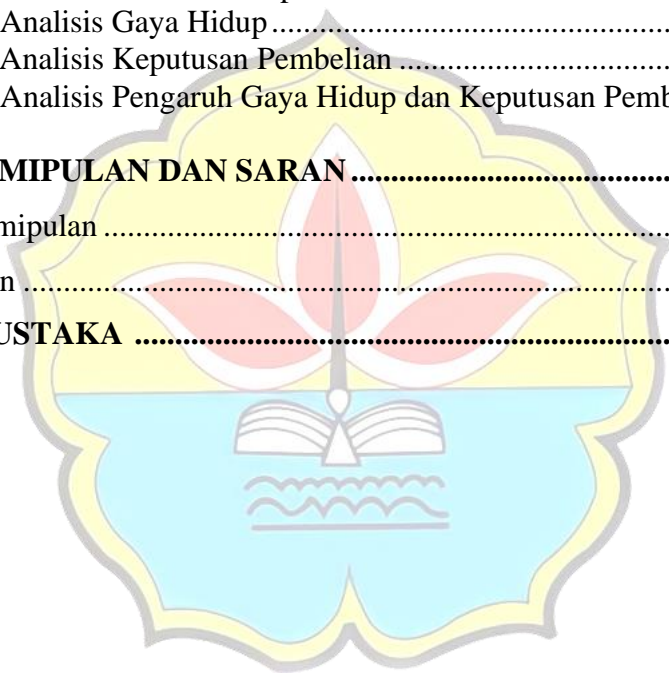 Analisis Gaya Hidup ....................................................
Analisis Keputusan Pembelian ....................................
Analisis Pengaruh Gaya Hidup dan Keputusan Pemb
MIPULAN DAN SARAN ........................................
mipulan .......................................................................
n .................................................................................
USTAKA ...................................................................